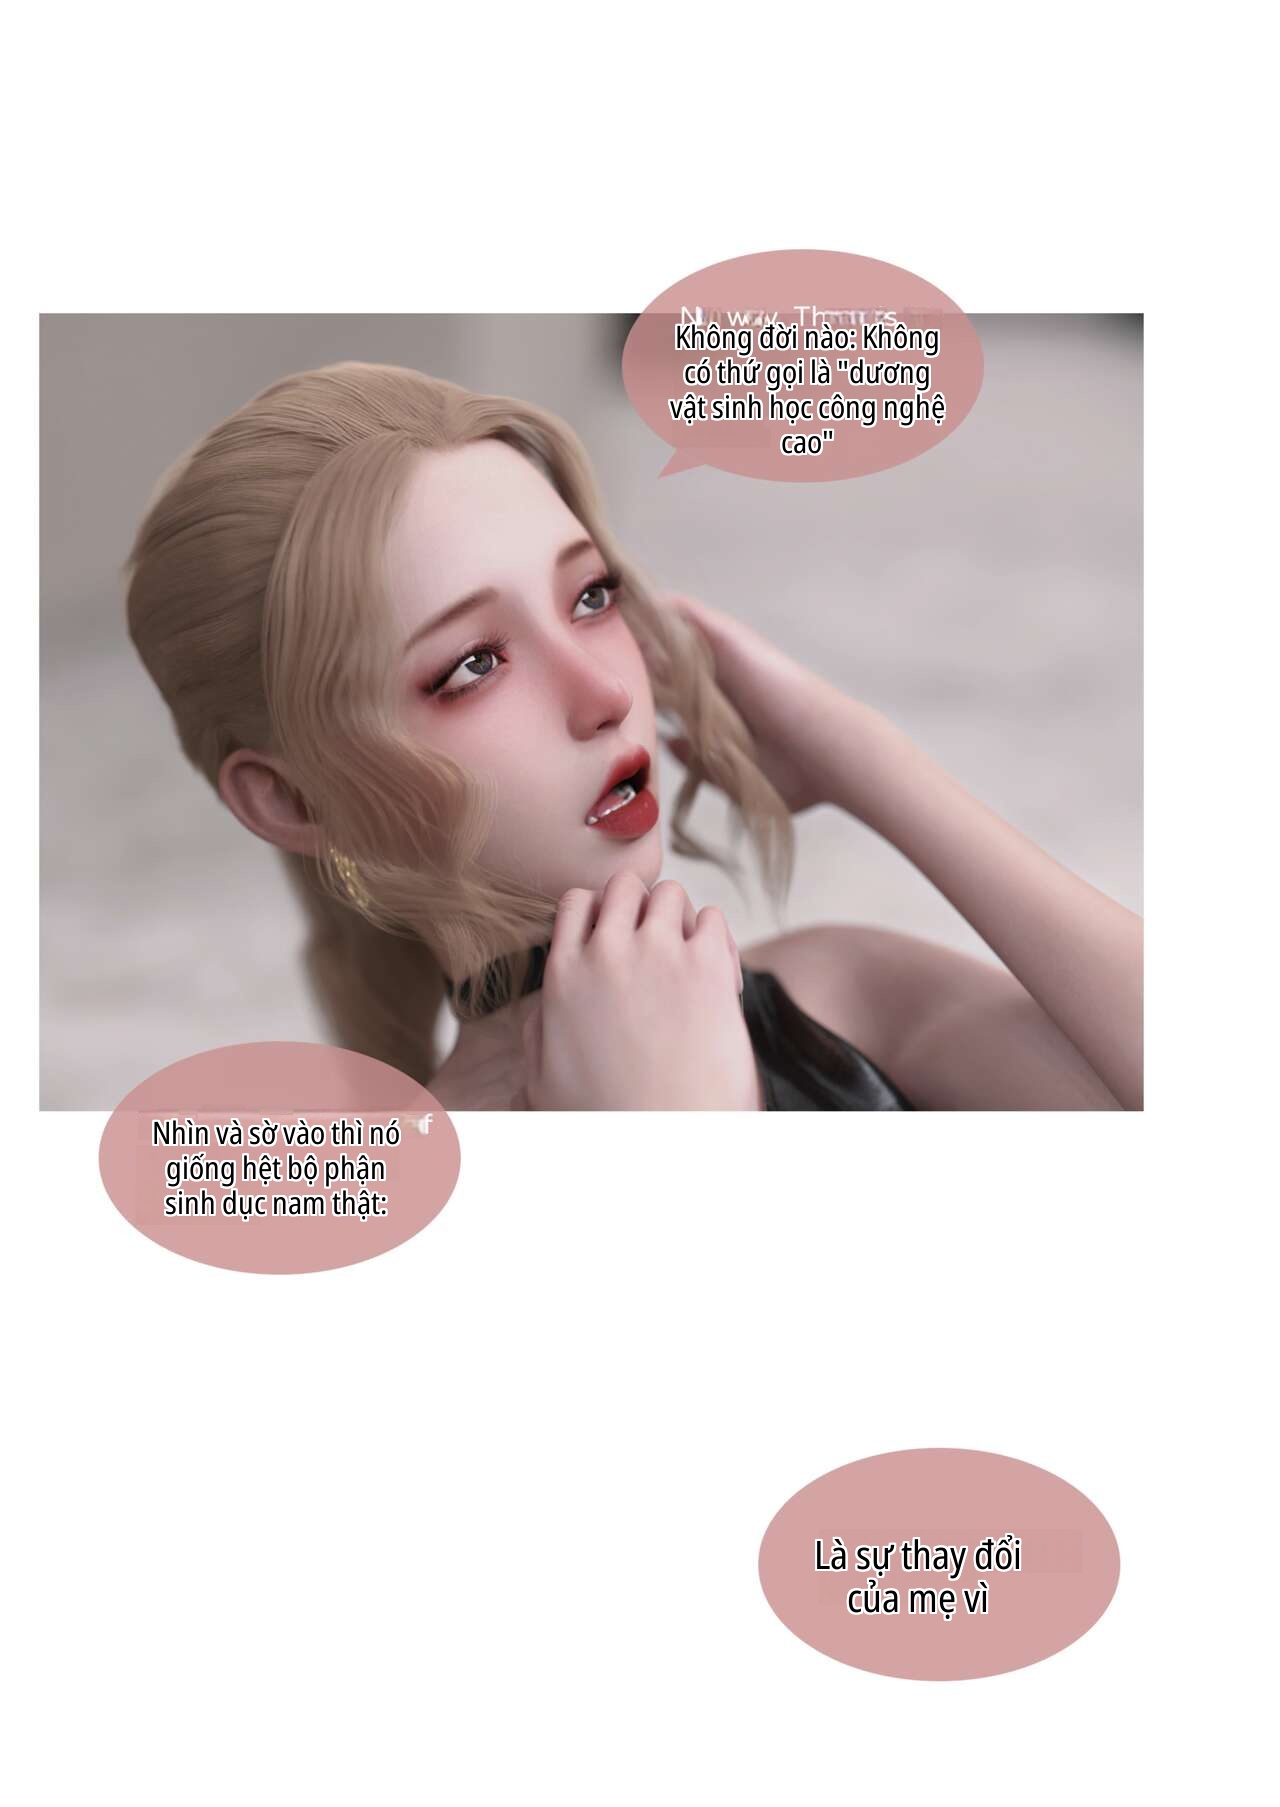 Không đời nào: Không
có thứ gọi là "dương
vật sinh học công nghệ
cao"
Nhìn và sờ vào thì nó
giống hệt bộ phận
sinh dục nam thật:
Là sự thay đổi
của mẹ vì